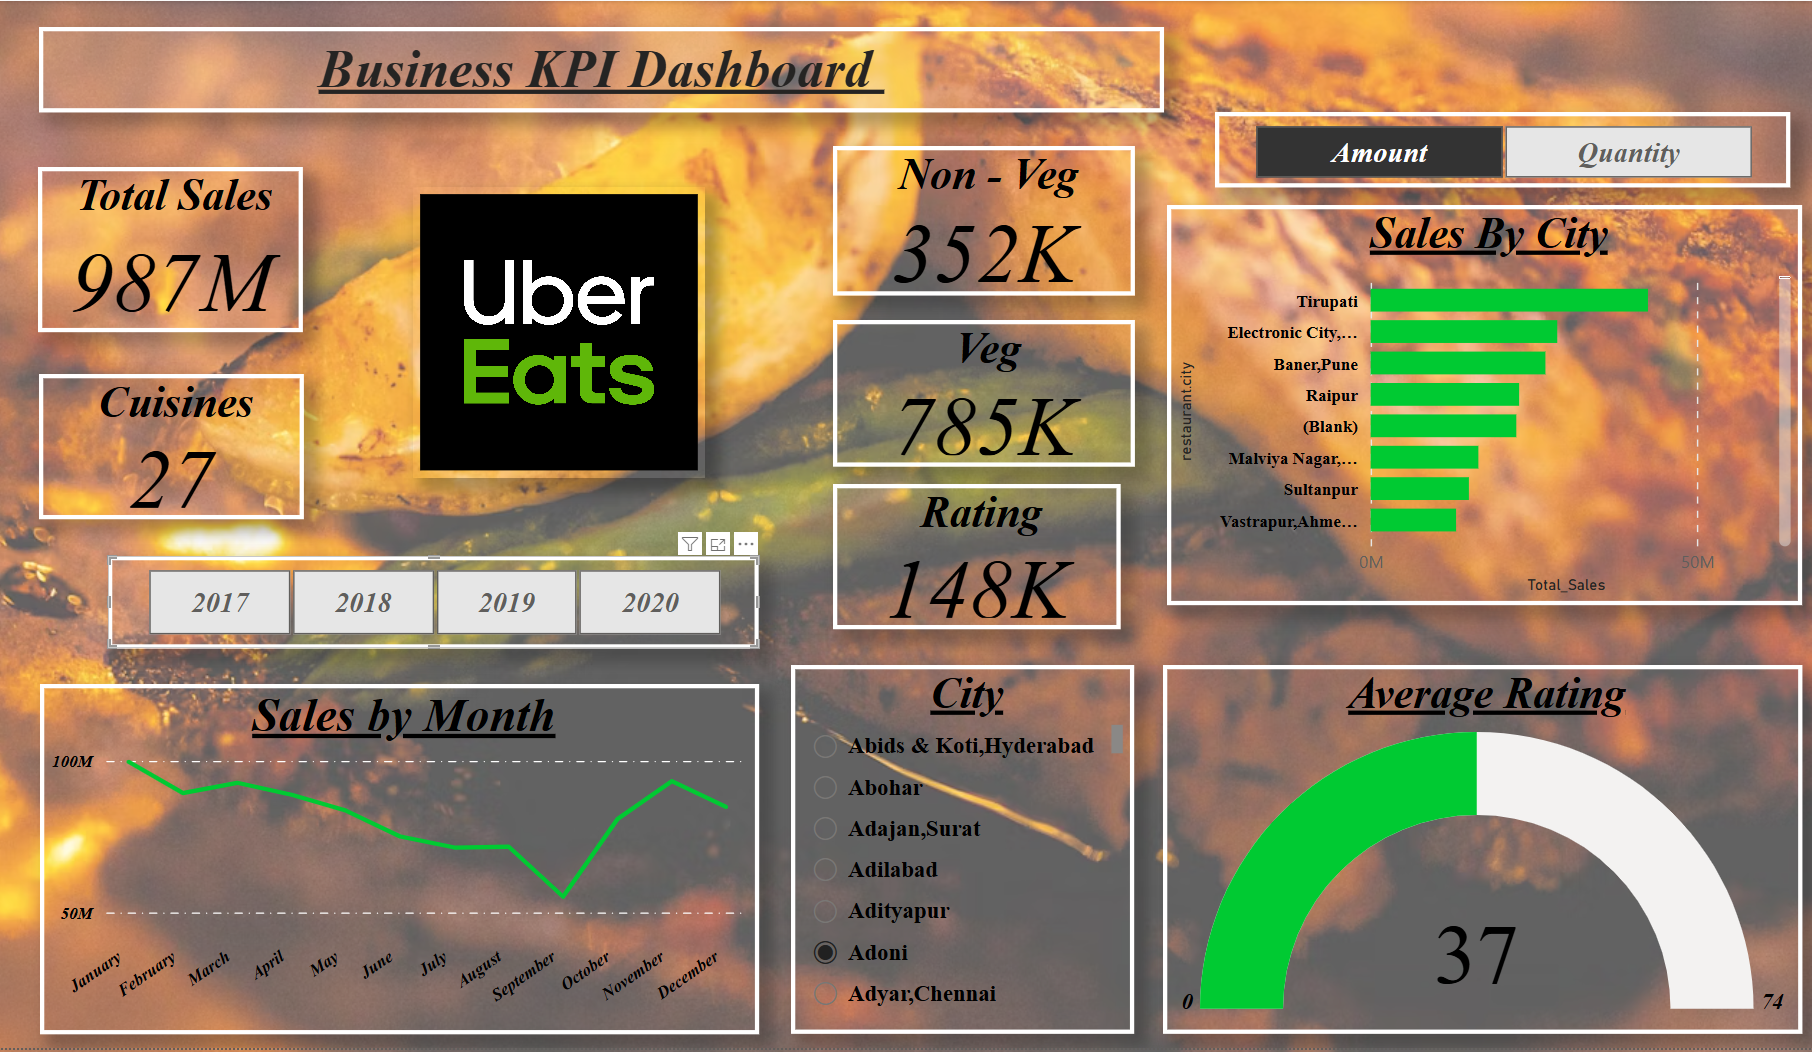 Business KPI Dashboard
Amount
Quantity
Total Sales
987M
Uber
Eats
Non - Veg
352K
Sales By City
Tirupati
Electronic City,...
Baner,Pune
Raipur
(Blank)
Malviya Nagar,...
Sultanpur
Vastrapur,Ahme...
restaurant.city
0M
50M
Total_Sales
Cuisines
27
Veg
785K
Rating
148K
2017
2018
2019
2020
Sales by Month
100M
50M
January
February
March
April
May
June
July
August
September
October
November
December
City
Abids & Koti,Hyderabad
Abohar
Adajan,Surat
Adilabad
Adityapur
Adoni
Adyar,Chennai
Average Rating
37
0
74